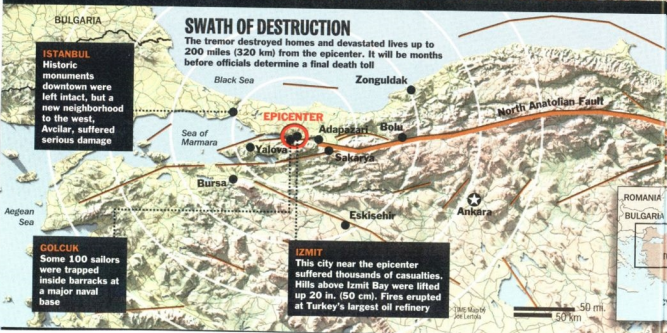 BULGARIA
SWATH OF DESTRUCTION
The tremor destroyed homes and devastated lives up to
200 miles (320 km) from the epicenter. It will be months
before officials determine a final death toll
ISTANBUL
Historic
monuments
downtown were
left intact, but a
new neighborhood
to the west,
Avcilar, suffered
serious damage
Black Sea
Zonguldak
EPICENTER
North Anatolian Fault
Sea of
Marmara
Adapazari
Bolu
Yalova
Sakarya
Bursa
Aegean
Sea
Eskisehir
Ankara
ROMANIA
BULGARIA
GOLCUK
Some 100 sailors
were trapped
inside barracks at
a major naval
base
IZMIT
This city near the epicenter
suffered thousands of casualties.
Hills above Izmit Bay were lifted
up 20 in. (50 cm). Fires erupted
at Turkey's largest oil refinery
TIME Map by
Joe Lertola
50 mi.
50 km